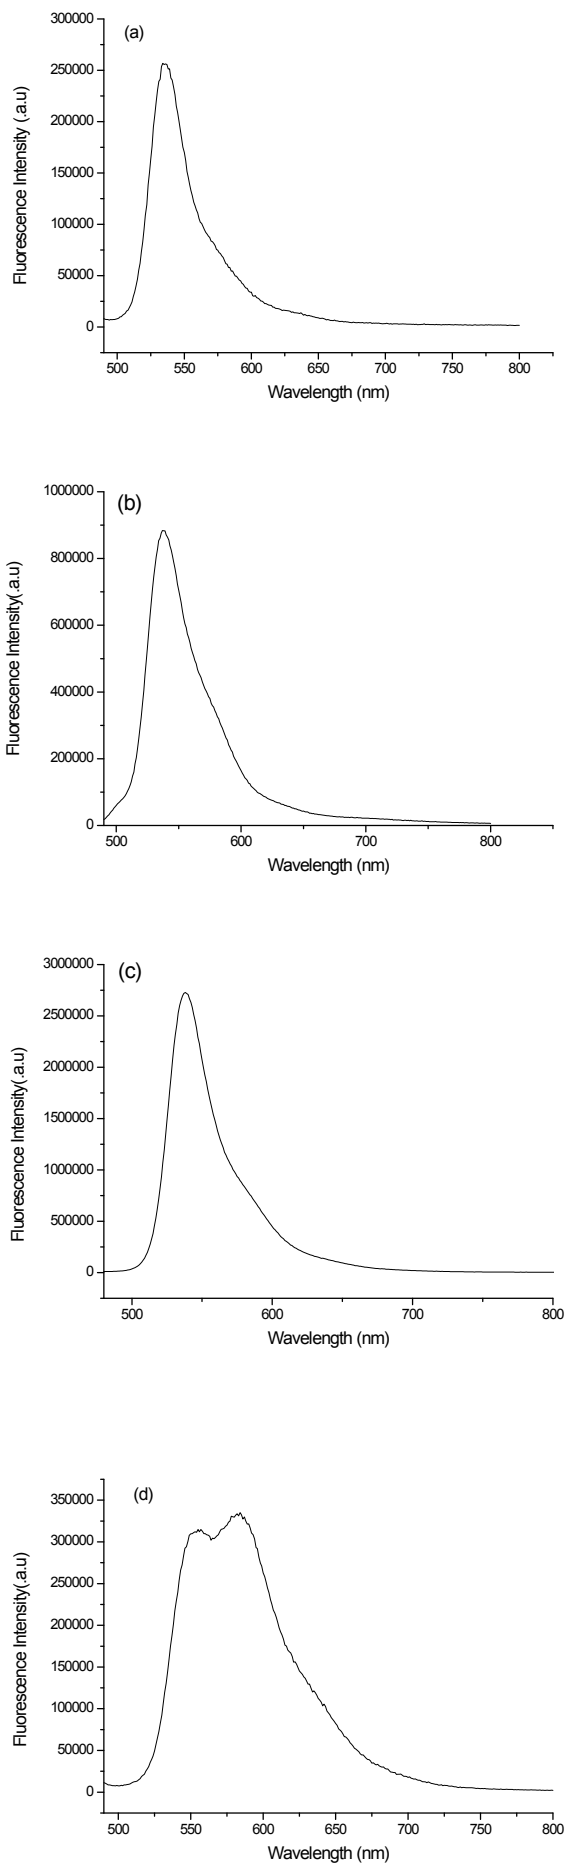 (a)
Fluorescence Intensity (.a.u)
300000
250000
200000
150000
100000
50000
0
500 550 600 650 700 750 800
Wavelength (nm)
(b)
Fluorescence Intensity(.a.u)
1000000
800000
600000
400000
200000
0
500 600 700 800
Wavelength (nm)
(c)
Fluorescence Intensity(.a.u)
3000000
2500000
2000000
1500000
1000000
500000
0
500 600 700 800
Wavelength (nm)
(d)
Fluorescence Intensity(.a.u)
350000
300000
250000
200000
150000
100000
50000
0
500 550 600 650 700 750 800
Wavelength (nm)